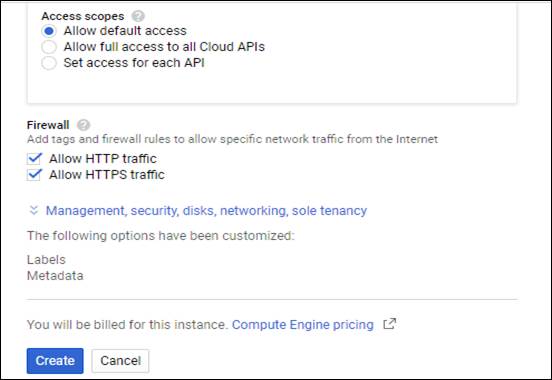 Access scopes ?
Allow default access
Allow full access to all Cloud APIs
Set access for each API
Firewall ?
Add tags and firewall rules to allow specific network traffic from the Internet
Allow HTTP traffic
Allow HTTPS traffic
Management, security, disks, networking, sole tenancy
The following options have been customized:
Labels
Metadata
You will be billed for this instance. Compute Engine pricing
Create Cancel